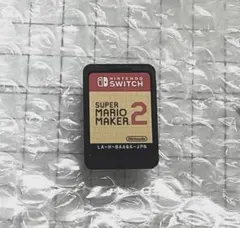 NINTENDO
SWITCH
SUPER
MARIO
MAKER 2
Nintendo
LA-H-BAAQA-JPN